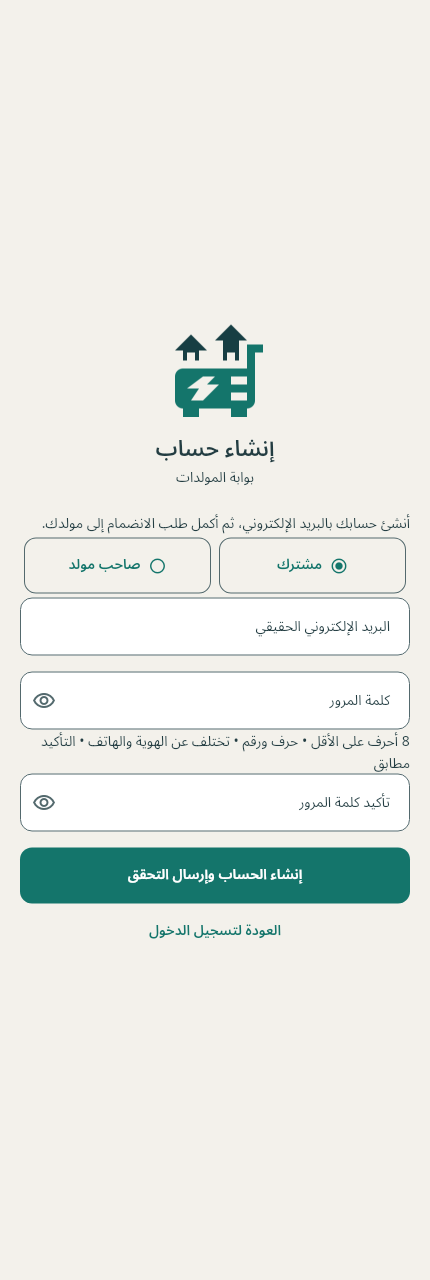 إنشاء حساب
بوابة المولدات
أنشئ حسابك بالبريد الإلكتروني، ثم أكمل طلب الانضمام إلى مولدك.
مشترك
صاحب مولد
البريد الإلكتروني الحقيقي
كلمة المرور
8 أحرف على الأقل • حرف ورقم • تختلف عن الهوية والهاتف • التأكيد
مطابق
تأكيد كلمة المرور
إنشاء الحساب وإرسال التحقق
العودة لتسجيل الدخول